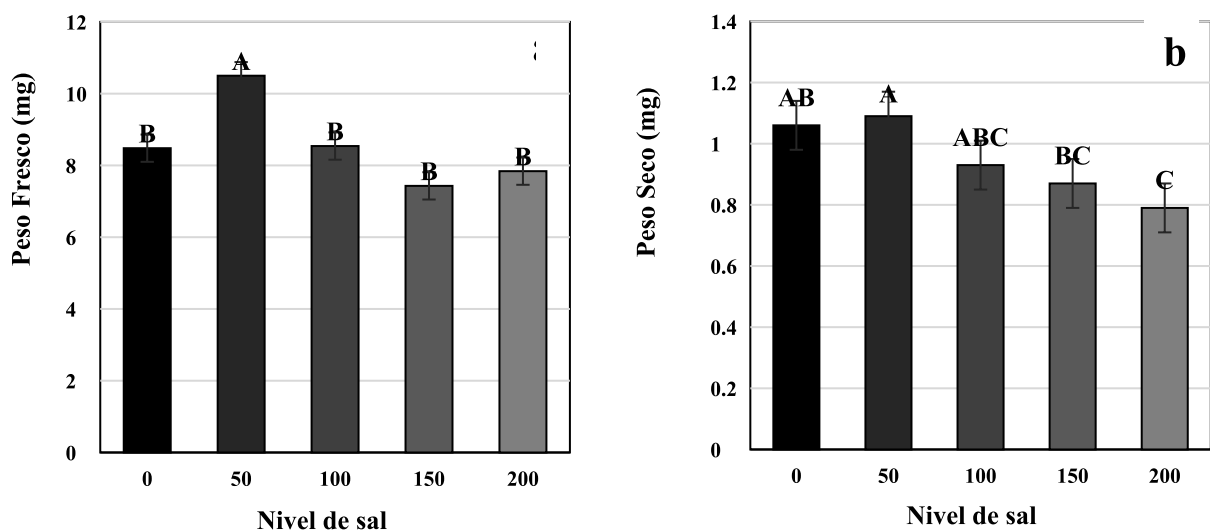 12
10
8
6
4
2
0
Peso Fresco (mg)
B
A
B
B
B
0 50 100 150 200
Nivel de sal
1.4
1.2
1
0.8
0.6
0.4
0.2
0
Peso Seco (mg)
b
AB
A
ABC
BC
C
0 50 100 150 200
Nivel de sal